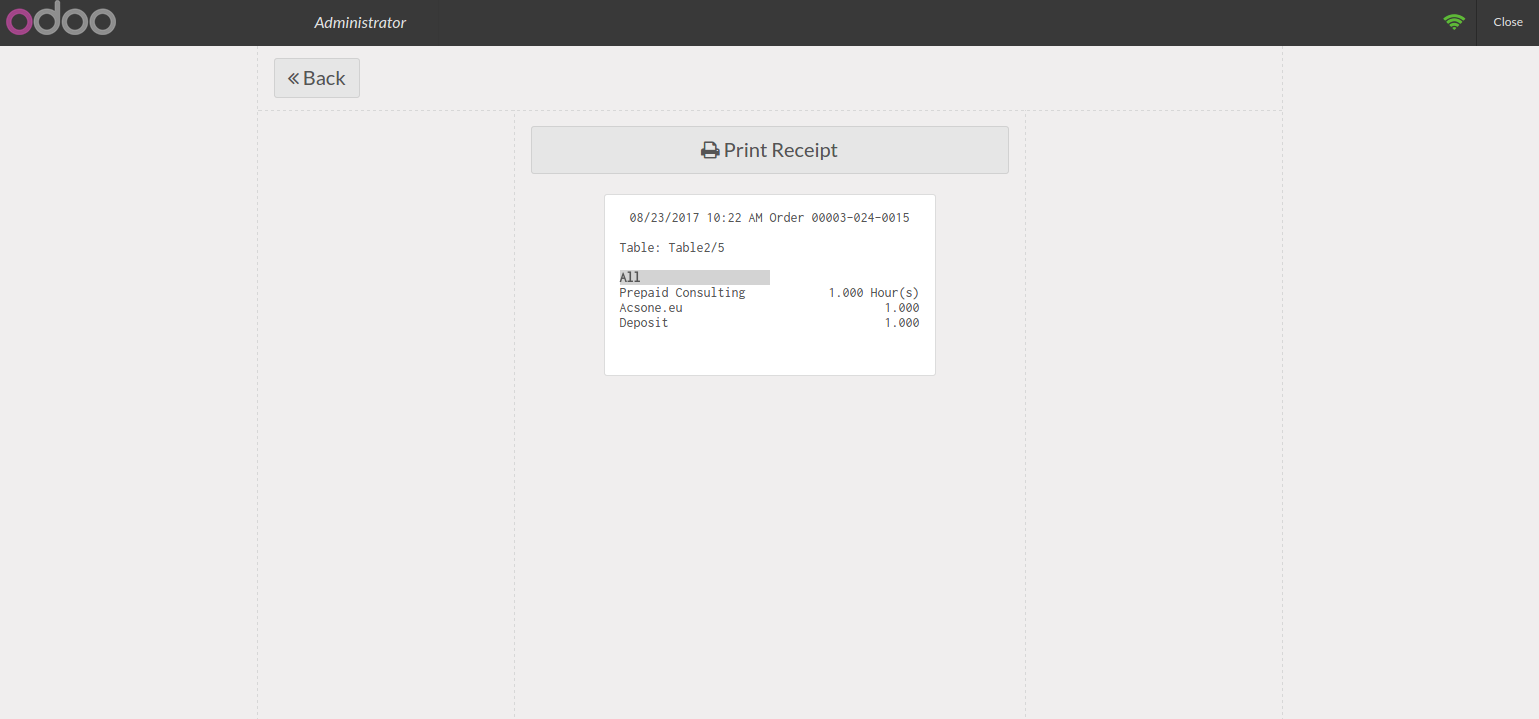 odoo
Administrator
Close
Back
Print Receipt
08/23/2017 10:22 AM Order 00003-024-0015
Table: Table2/5
All
Prepaid Consulting 1.000 Hour(s)
Acsone.eu 1.000
Deposit 1.000